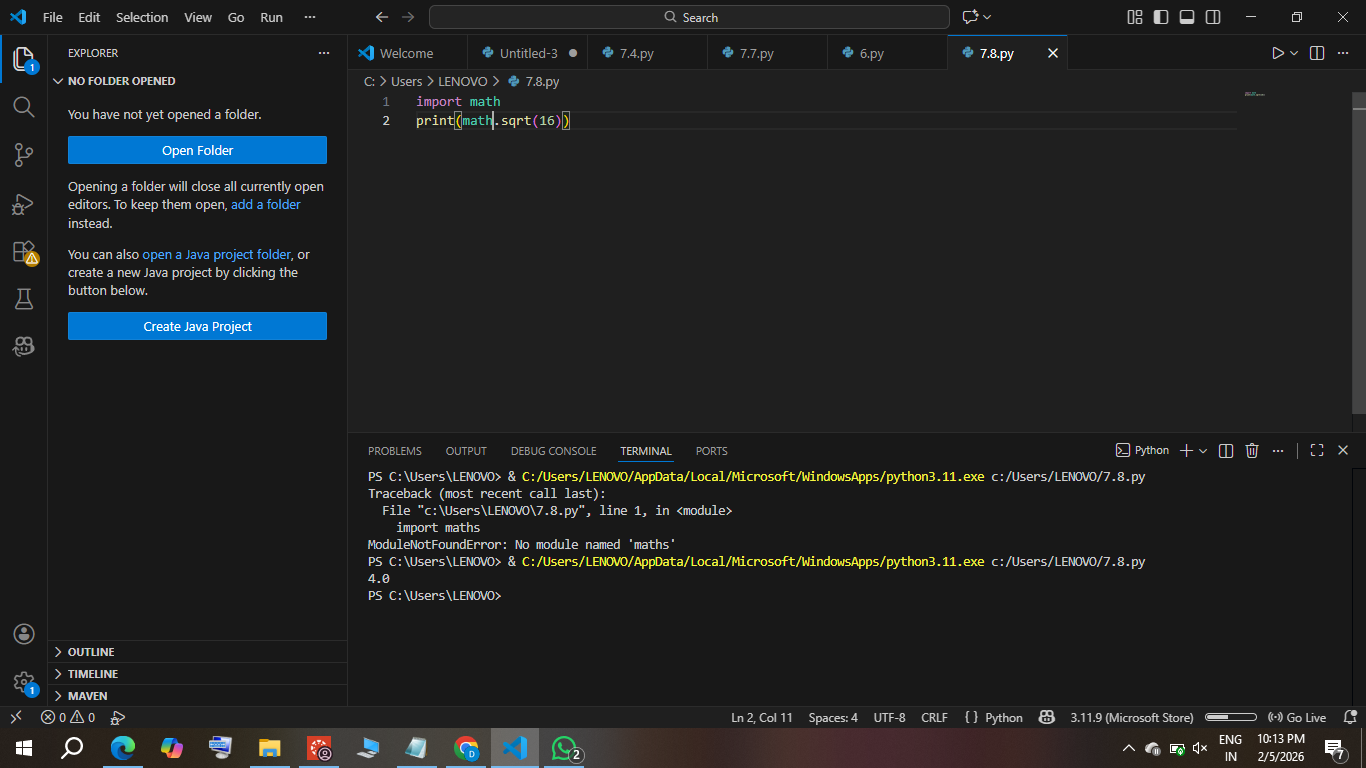 File Edit Selection View Go Run ··· Search
EXPLORER ···
NO FOLDER OPENED
You have not yet opened a folder.
Open Folder
Opening a folder will close all currently open
editors. To keep them open, add a folder
instead.
You can also open a Java project folder, or
create a new Java project by clicking the
button below.
Create Java Project
OUTLINE
TIMELINE
MAVEN
Welcome Untitled-3 7.4.py 7.7.py 6.py 7.8.py
C: > Users > LENOVO > 7.8.py
1 import math
2 print(math.sqrt(16))
PROBLEMS OUTPUT DEBUG CONSOLE TERMINAL PORTS Python
PS C:\Users\LENOVO> & C:/Users/LENOVO/AppData/Local/Microsoft/WindowsApps/python3.11.exe c:/Users/LENOVO/7.8.py
Traceback (most recent call last):
  File "c:\Users\LENOVO\7.8.py", line 1, in <module>
    import maths
ModuleNotFoundError: No module named 'maths'
PS C:\Users\LENOVO> & C:/Users/LENOVO/AppData/Local/Microsoft/WindowsApps/python3.11.exe c:/Users/LENOVO/7.8.py
4.0
PS C:\Users\LENOVO>
1
1
0 0 Ln 2, Col 11 Spaces: 4 UTF-8 CRLF { } Python 3.11.9 (Microsoft Store) Go Live
D 2 ENG 10:13 PM
IN 2/5/2026 7